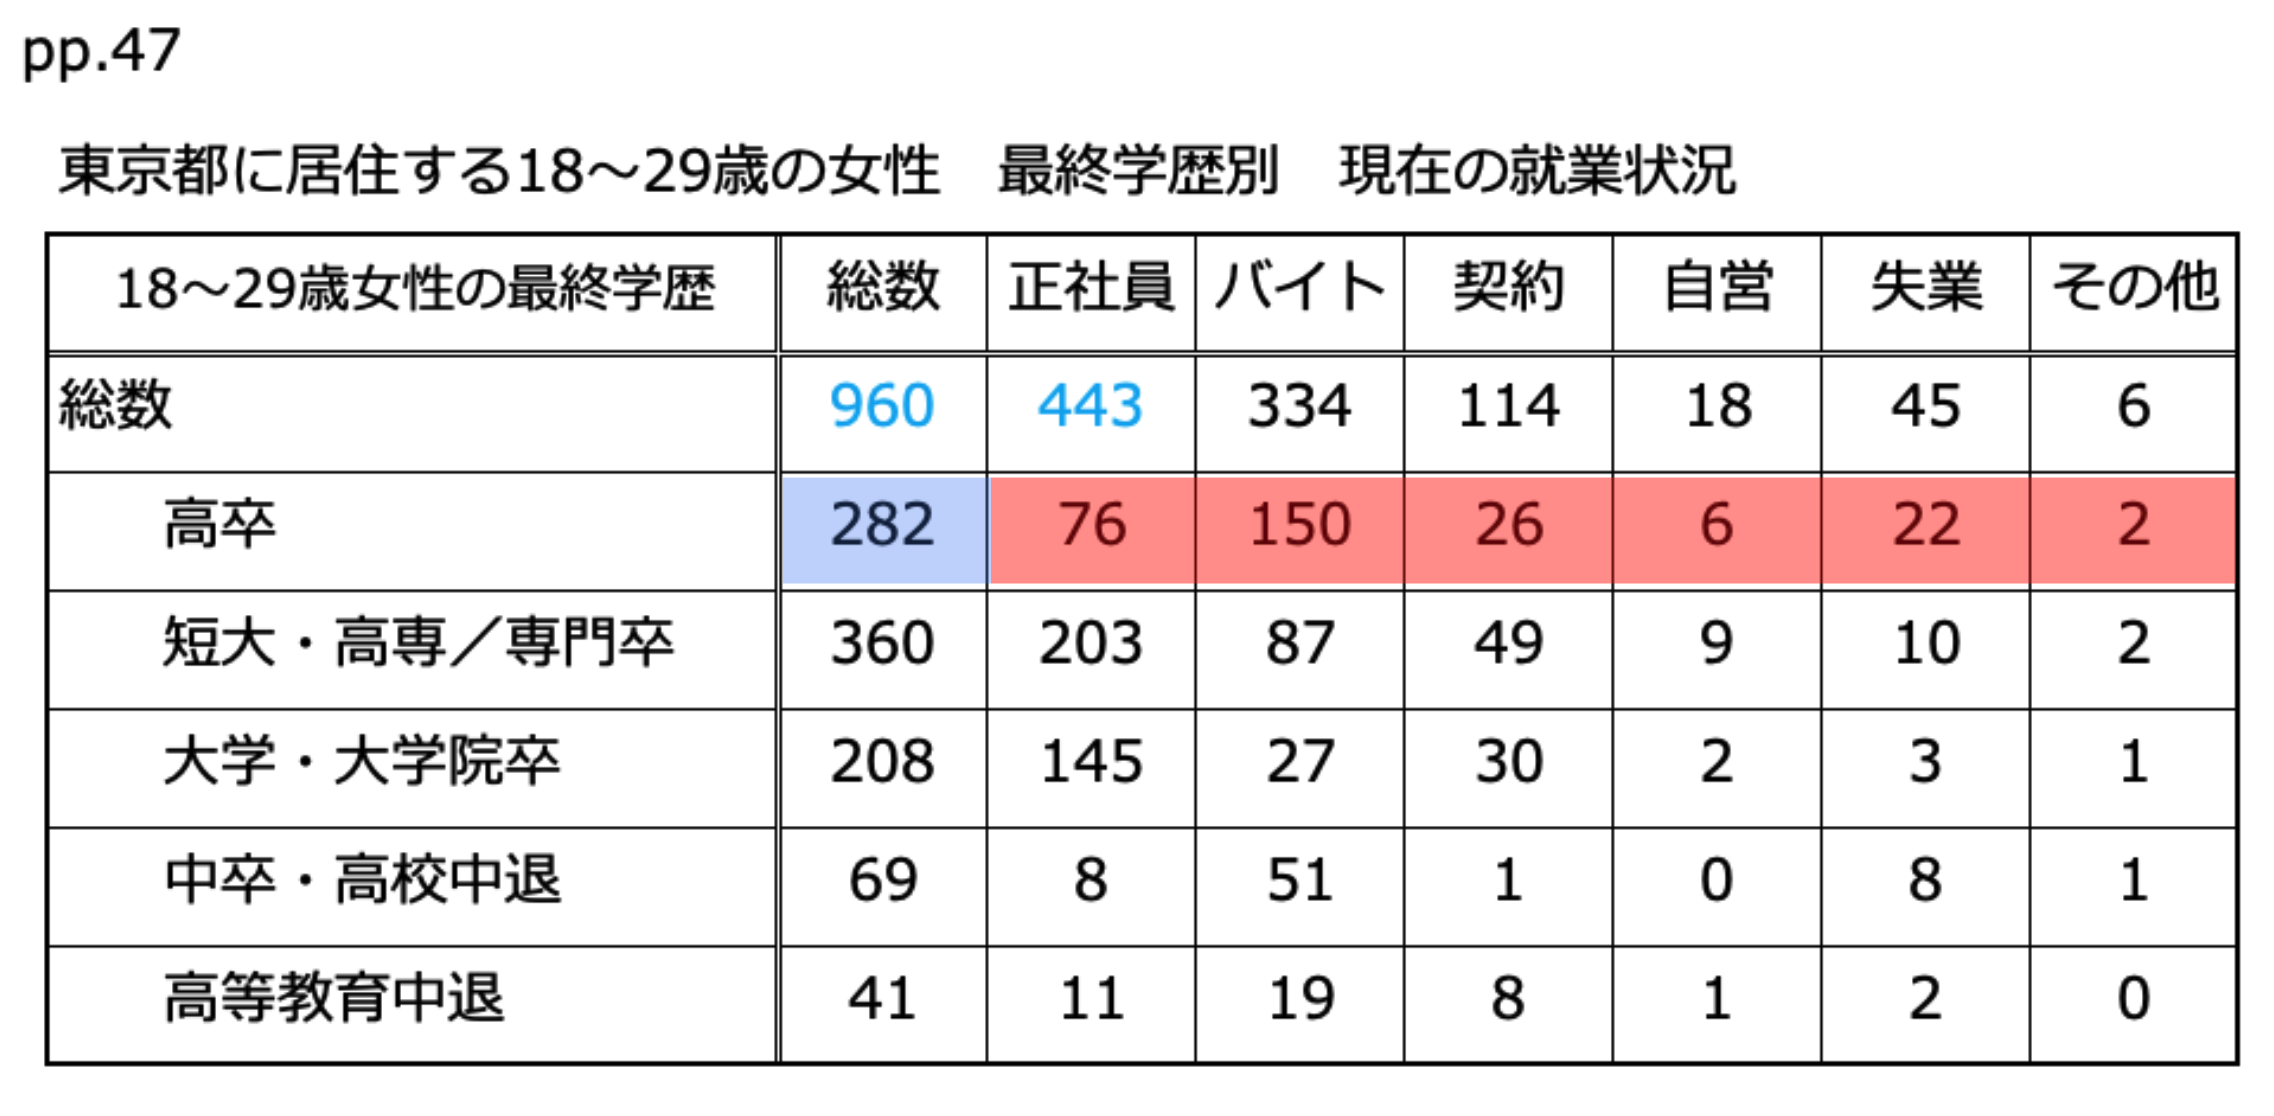 pp.47
東京都に居住する18～29歳の女性　最終学歴別　現在の就業状況
18～29歳女性の最終学歴 総数 正社員 バイト 契約 自営 失業 その他
総数 960 443 334 114 18 45 6
高卒 282 76 150 26 6 22 2
短大・高専／専門卒 360 203 87 49 9 10 2
大学・大学院卒 208 145 27 30 2 3 1
中卒・高校中退 69 8 51 1 0 8 1
高等教育中退 41 11 19 8 1 2 0